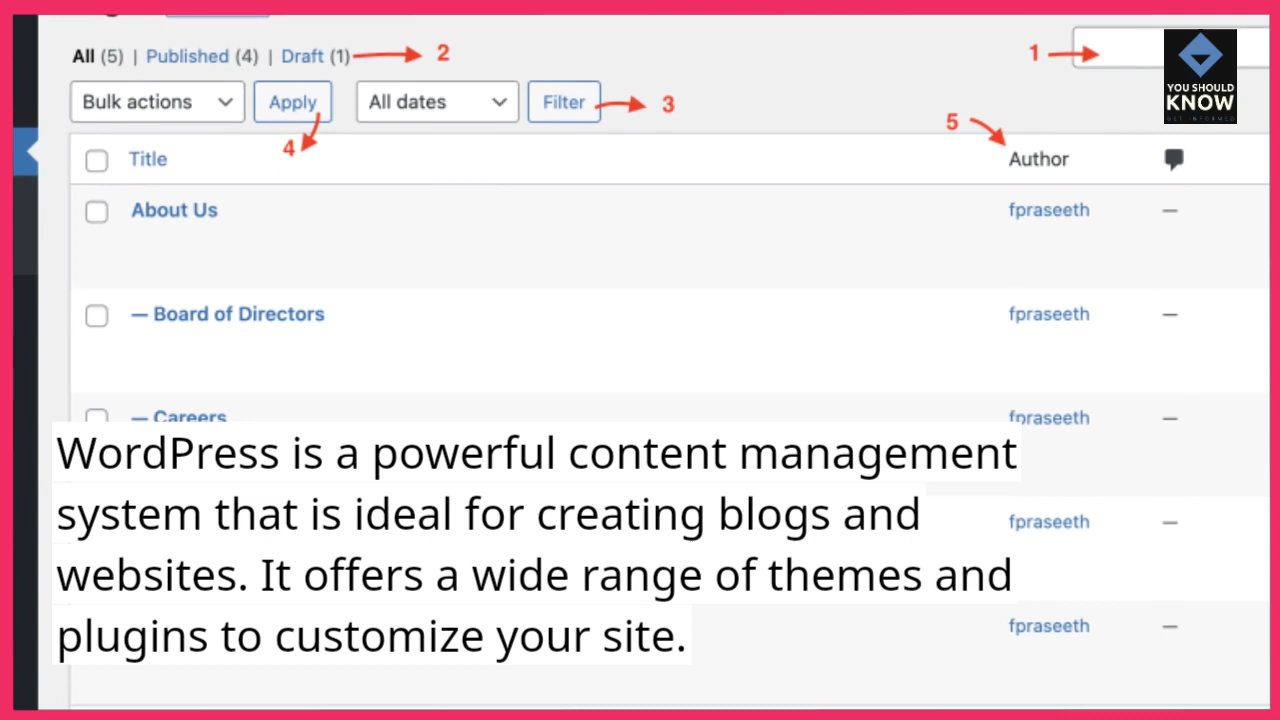 All (5) | Published (4) | Draft (1) 2
1
YOU SHOULD
KNOW
GET INFORMED
Bulk actions Apply All dates Filter 3
4
5
Title Author
About Us fpraseeth —
— Board of Directors fpraseeth —
— Careers fpraseeth —
WordPress is a powerful content management
system that is ideal for creating blogs and
fpraseeth —
websites. It offers a wide range of themes and
plugins to customize your site.
fpraseeth —